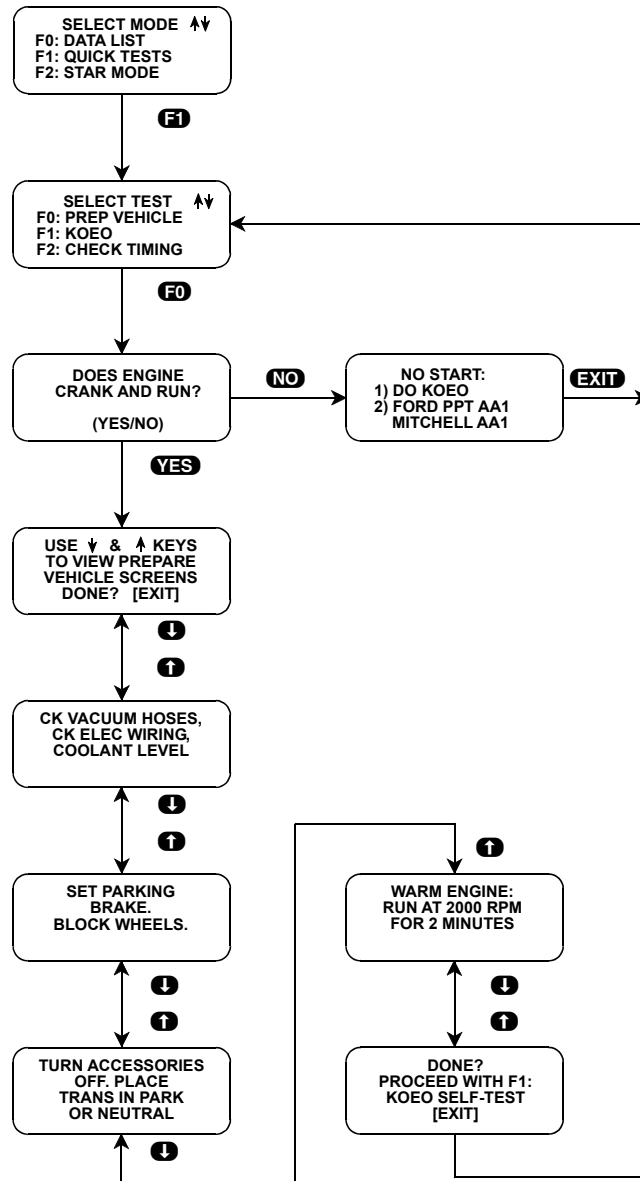 SELECT MODE
F0: DATA LIST
F1: QUICK TESTS
F2: STAR MODE
F1
SELECT TEST
F0: PREP VEHICLE
F1: KOEO
F2: CHECK TIMING
F0
DOES ENGINE
CRANK AND RUN?
(YES/NO)
NO
NO START:
1) DO KOEO
2) FORD PPT AA1
MITCHELL AA1
EXIT
YES
USE ↓ & ↑ KEYS
TO VIEW PREPARE
VEHICLE SCREENS
DONE? [EXIT]
CK VACUUM HOSES,
CK ELEC WIRING,
COOLANT LEVEL
SET PARKING
BRAKE.
BLOCK WHEELS.
TURN ACCESSORIES
OFF. PLACE
TRANS IN PARK
OR NEUTRAL
WARM ENGINE:
RUN AT 2000 RPM
FOR 2 MINUTES
DONE?
PROCEED WITH F1:
KOEO SELF-TEST
[EXIT]